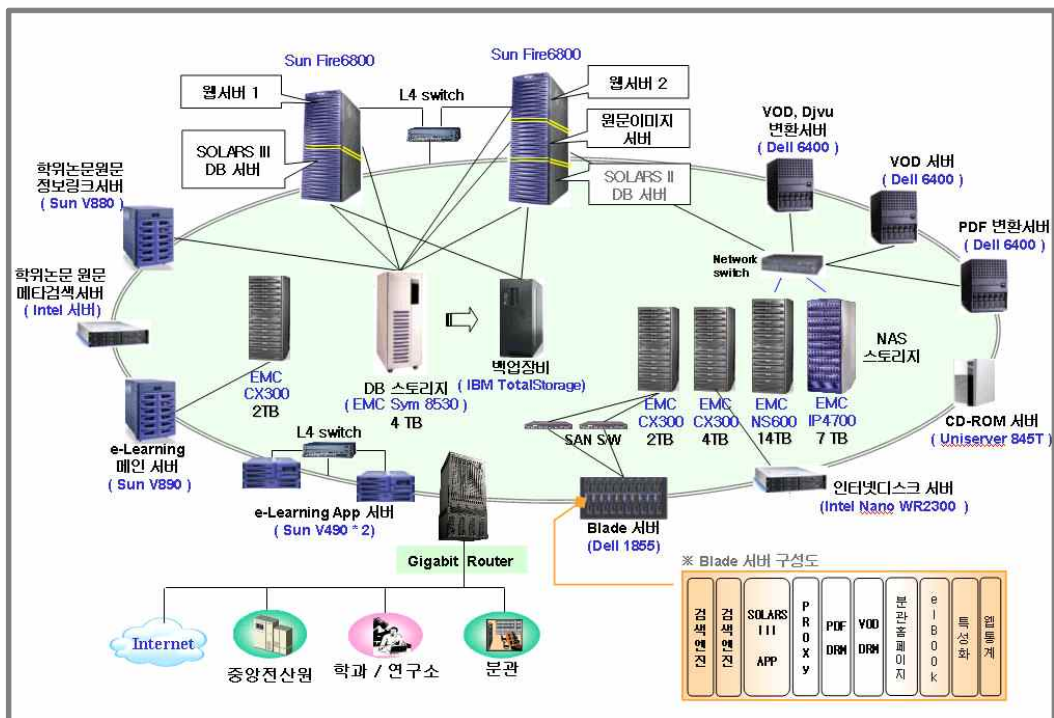 Sun Fire6800
Sun Fire6800
웹서버 1
L4 switch
웹서버 2
SOLARS III
DB 서버
원문이미지
서버
SOLARS II
DB 서버
VOD, Djvu
변환서버
( Dell 6400)
VOD 서버
( Dell 6400)
PDF 변환서버
( Dell 6400)
학위논문원문
정보링크서버
( Sun V880)
학위논문 원문
메타검색서버
( Intel 서버)
Network
switch
EMC
CX300
2TB
DB 스토리지
( EMC Sym 8530)
4 TB
백업장비
( IBM TotalStorage)
EMC
CX300
2TB
EMC
CX300
4TB
EMC
NS600
14TB
EMC
IP4700
7 TB
NAS
스토리지
SAN S/W
CD-ROM 서버
( Uniserver 845T)
e-Learning
메인 서버
( Sun V890)
L4 switch
e-Learning App 서버
( Sun V490 * 2)
Blade 서버
(Dell 1855)
인터넷디스크 서버
(Intel Nano WR2300 )
Gigabit Router
Internet
중앙전산원
학과 / 연구소
분관
※ Blade 서버 구성도
검색엔진
검색엔진
SOLARS
III
APP
PROXy
PDF
DRM
VOD
DRM
분관홈페이지
elB00k
특성화
웹통계